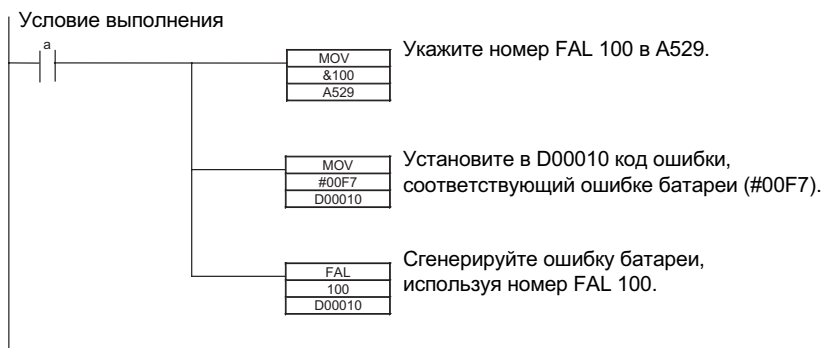 Условие выполнения
a
MOV
&100
A529
Укажите номер FAL 100 в A529.
MOV
#00F7
D00010
Установите в D00010 код ошибки,
соответствующий ошибке батареи (#00F7).
FAL
100
D00010
Сгенерируйте ошибку батареи,
используя номер FAL 100.